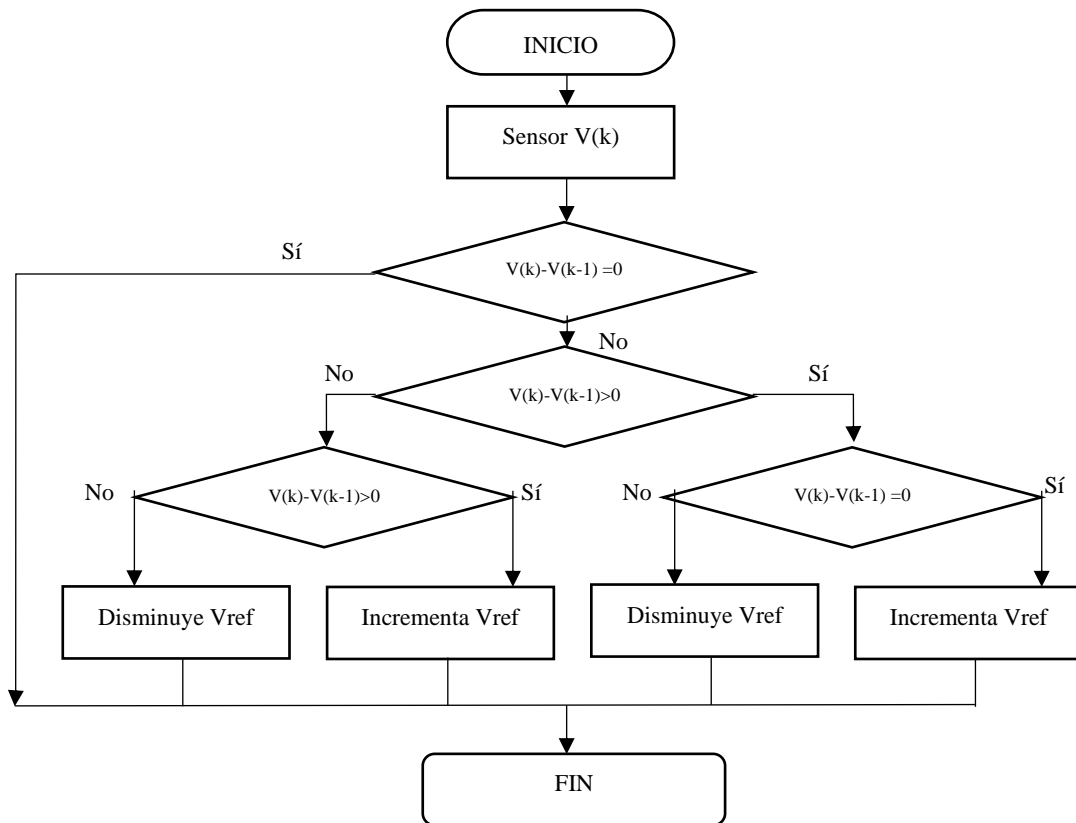 INICIO
Sensor V(k)
Sí
V(k)-V(k-1) =0
No
No
V(k)-V(k-1)>0
Sí
No
V(k)-V(k-1)>0
Sí
No
V(k)-V(k-1) =0
Sí
Disminuye Vref
Incrementa Vref
Disminuye Vref
Incrementa Vref
FIN